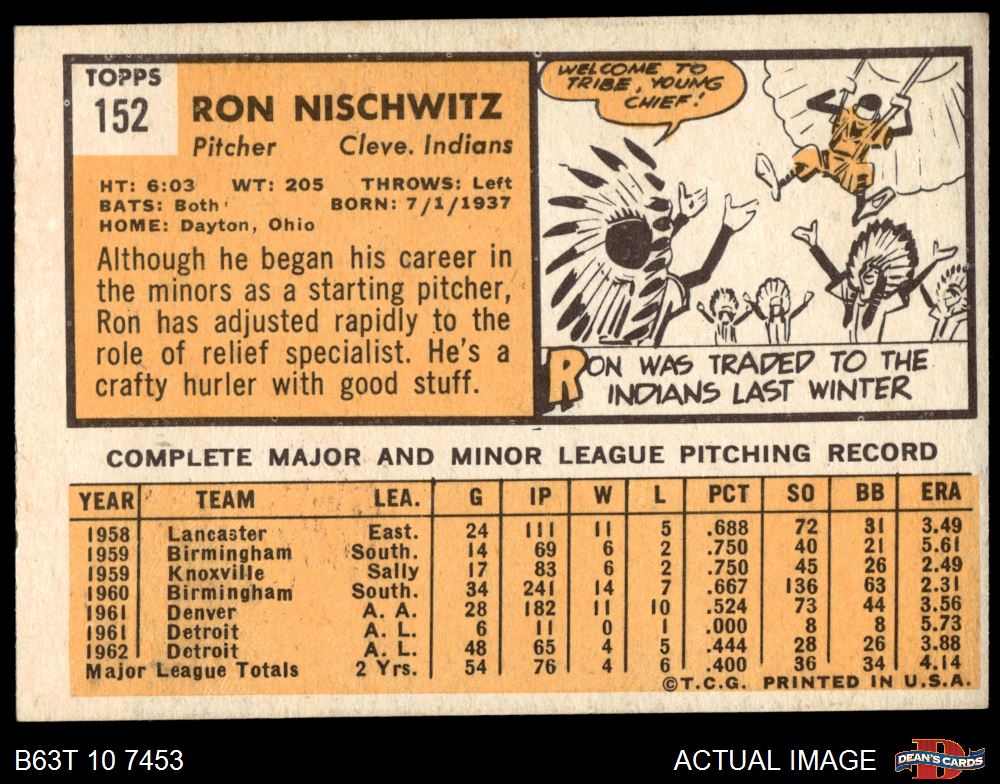 TOPPS
152
RON NISCHWITZ
Pitcher Cleve. Indians
HT: 6:03 WT: 205 THROWS: Left
BATS: Both BORN: 7/1/1937
HOME: Dayton, Ohio
Although he began his career in
the minors as a starting pitcher,
Ron has adjusted rapidly to the
role of relief specialist. He's a
crafty hurler with good stuff.
WELCOME TO
TRIBE, YOUNG
CHIEF!
RON WAS TRADED TO THE
INDIANS LAST WINTER
COMPLETE MAJOR AND MINOR LEAGUE PITCHING RECORD
YEAR TEAM LEA. G IP W L PCT SO BB ERA
1958 Lancaster East. 24 111 11 5 .688 72 31 3.49
1959 Birmingham South. 14 69 6 2 .750 40 21 5.61
1959 Knoxville Sally 17 83 6 2 .750 45 26 2.49
1960 Birmingham South. 34 241 14 7 .667 136 63 2.31
1961 Denver A. A. 28 182 11 10 .524 73 44 3.56
1961 Detroit A. L. 6 11 0 1 .000 8 8 5.73
1962 Detroit A. L. 48 65 4 5 .444 28 26 3.88
Major League Totals 2 Yrs. 54 76 4 6 .400 36 34 4.14
©T.C.G. PRINTED IN U.S.A.
B63T 10 7453 ACTUAL IMAGE
D
DEAN'S CARDS